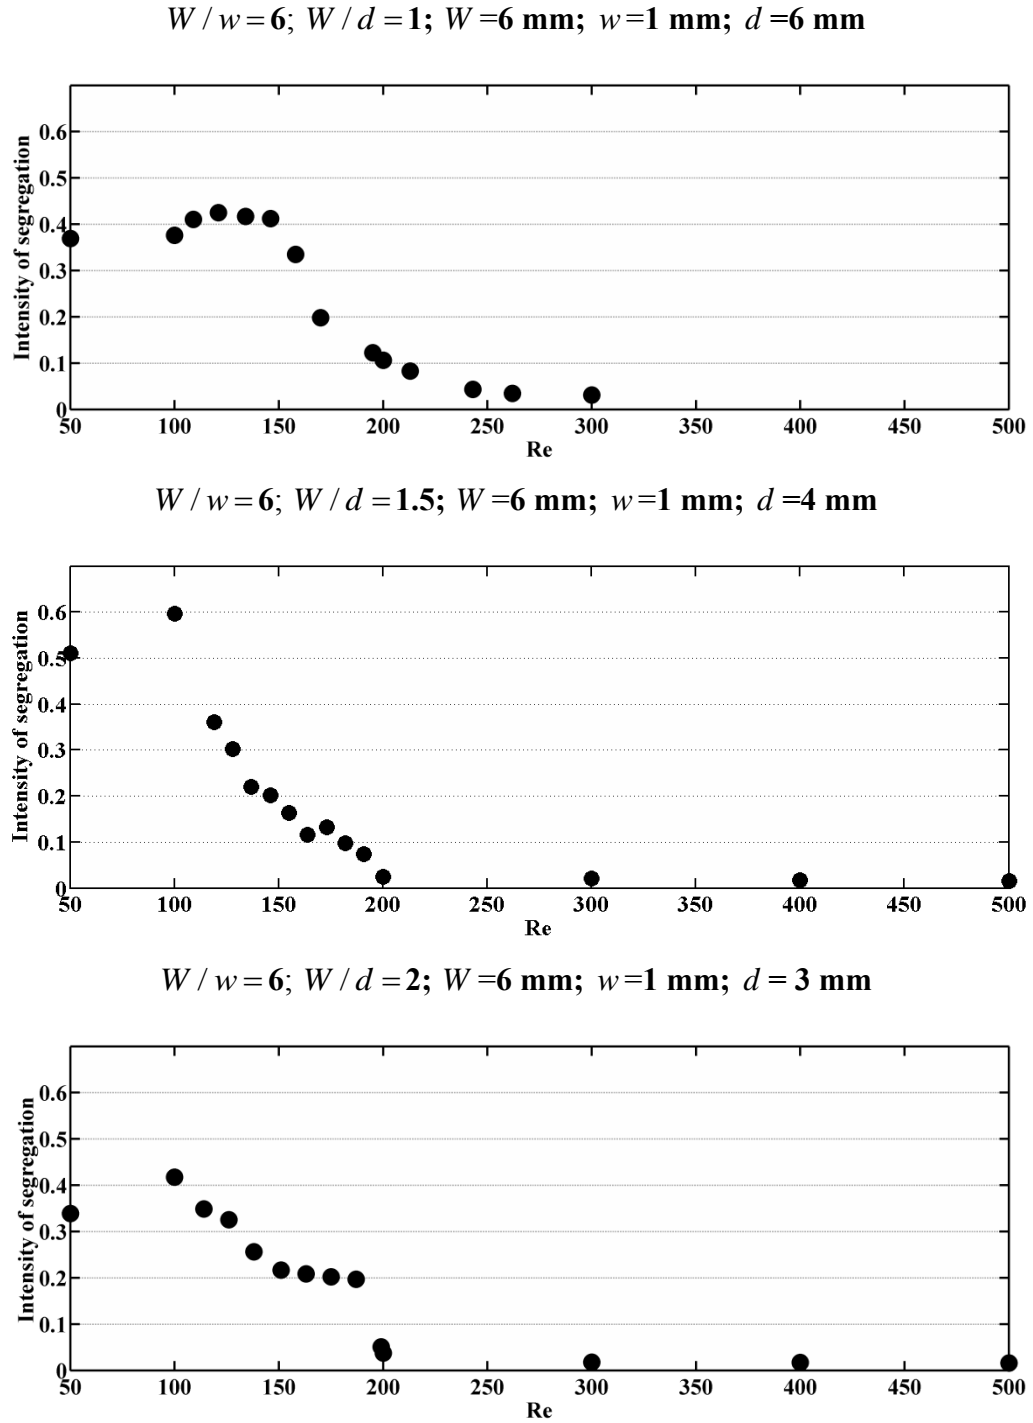 W / w = 6; W / d = 1; W =6 mm; w=1 mm; d =6 mm
Intensity of segregation
0.6
0.5
0.4
0.3
0.2
0.1
0
50 100 150 200 250 300 350 400 450 500
Re
W / w = 6; W / d = 1.5; W =6 mm; w=1 mm; d =4 mm
Intensity of segregation
0.6
0.5
0.4
0.3
0.2
0.1
0
50 100 150 200 250 300 350 400 450 500
Re
W / w = 6; W / d = 2; W =6 mm; w=1 mm; d = 3 mm
Intensity of segregation
0.6
0.5
0.4
0.3
0.2
0.1
0
50 100 150 200 250 300 350 400 450 500
Re